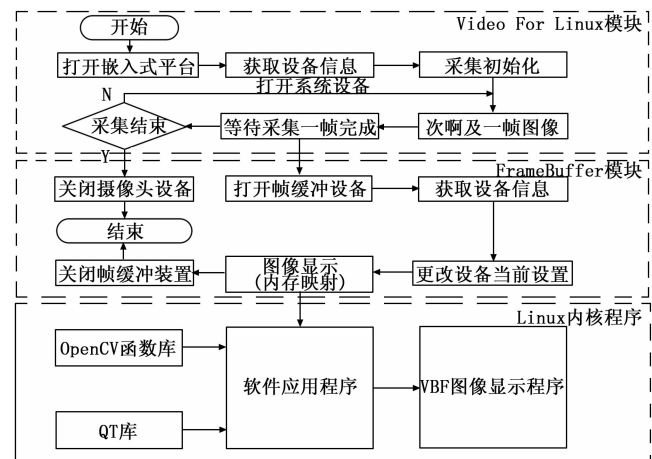 Video For Linux模块
开始
打开嵌入式平台
获取设备信息
采集初始化
打开系统设备
N
采集结束
等待采集一帧完成
次啊及一帧图像
Y
FrameBuffer模块
关闭摄像头设备
打开帧缓冲设备
获取设备信息
结束
关闭帧缓冲装置
图像显示
(内存映射)
更改设备当前设置
Linux内核程序
OpenCV函数库
软件应用程序
VBF图像显示程序
QT库